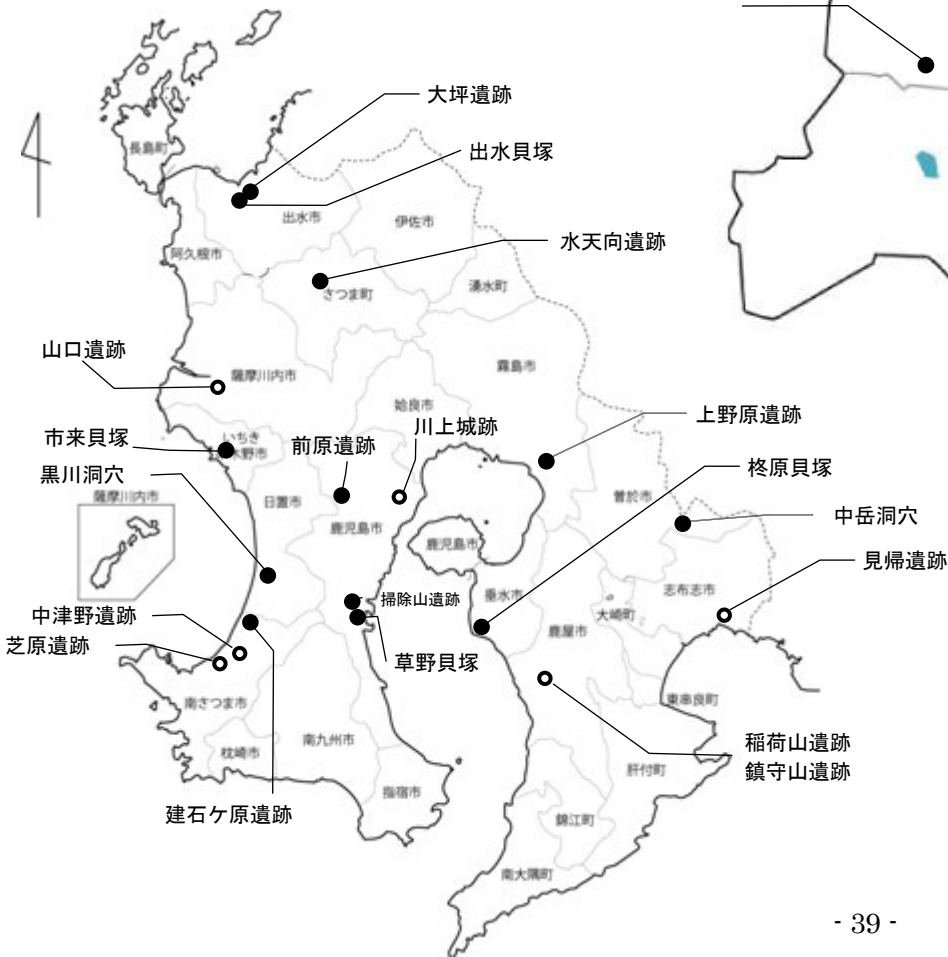 大坪遺跡
長島町
出水貝塚
出水市
伊佐市
阿久根市
水天向遺跡
さつま町
湧水町
山口遺跡
薩摩川内市
霧島市
姶良市
市来貝塚
いちき
木野市
前原遺跡
川上城跡
上野原遺跡
黒川洞穴
柊原貝塚
薩摩川内市
日置市
曽於市
中岳洞穴
鹿児島市
鹿児島市
見帰遺跡
志布志市
垂水市
掃除山遺跡
大崎町
中津野遺跡
鹿屋市
芝原遺跡
草野貝塚
南さつま市
東串良町
南九州市
稲荷山遺跡
枕崎市
鎮守山遺跡
肝付町
指宿市
建石ケ原遺跡
錦江町
南大隅町
- 39 -